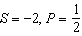 S = −2, P = 1/2